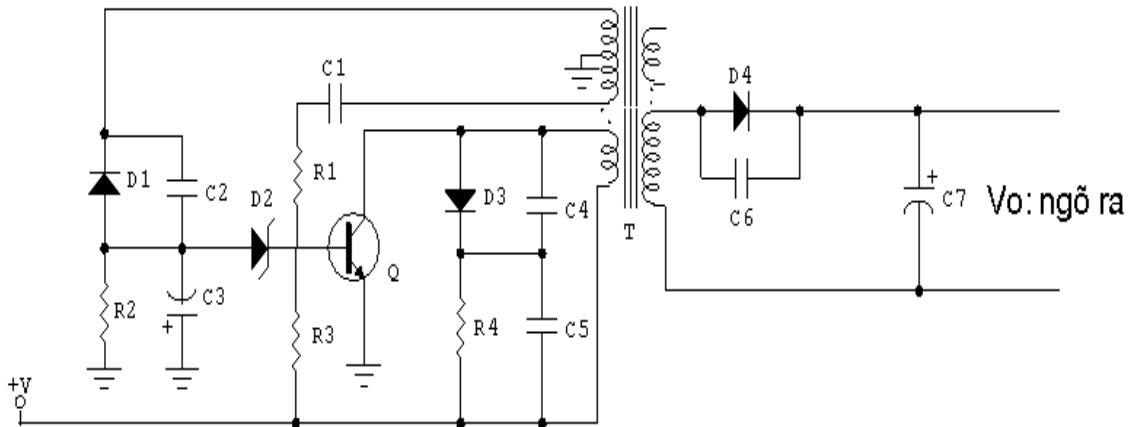 C1
D4
D1
C2
D2
R1
D3
C4
C6
C7
+
Vo: ngõ ra
T
Q
R2
C3
+
R3
R4
C5
+V